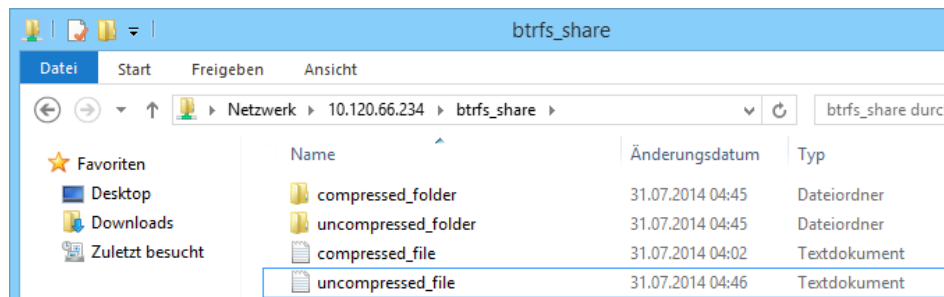 btrfs_share
Datei Start Freigeben Ansicht
Netzwerk 10.120.66.234 btrfs_share btrfs_share durc
Favoriten
Desktop
Downloads
Zuletzt besucht
Name Änderungsdatum Typ
compressed_folder 31.07.2014 04:45 Dateiordner
uncompressed_folder 31.07.2014 04:45 Dateiordner
compressed_file 31.07.2014 04:02 Textdokument
uncompressed_file 31.07.2014 04:46 Textdokument